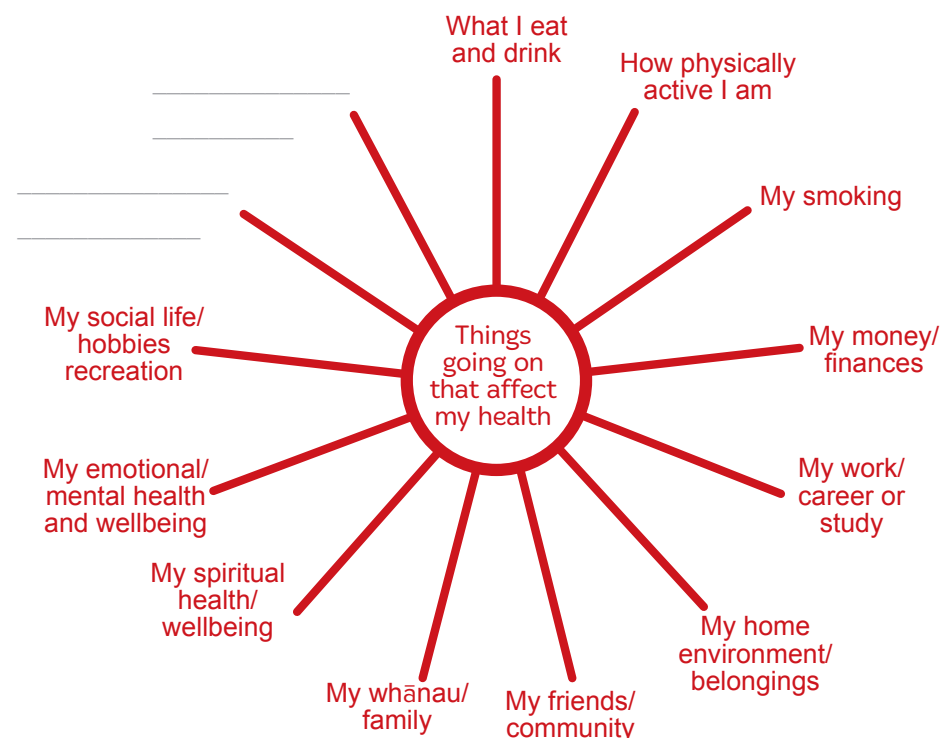 What I eat
and drink
How physically
active I am
My smoking
My money/
finances
My work/
career or
study
My home
environment/
belongings
My friends/
community
My whānau/
family
My spiritual
health/
wellbeing
My emotional/
mental health
and wellbeing
My social life/
hobbies
recreation
Things
going on
that affect
my health